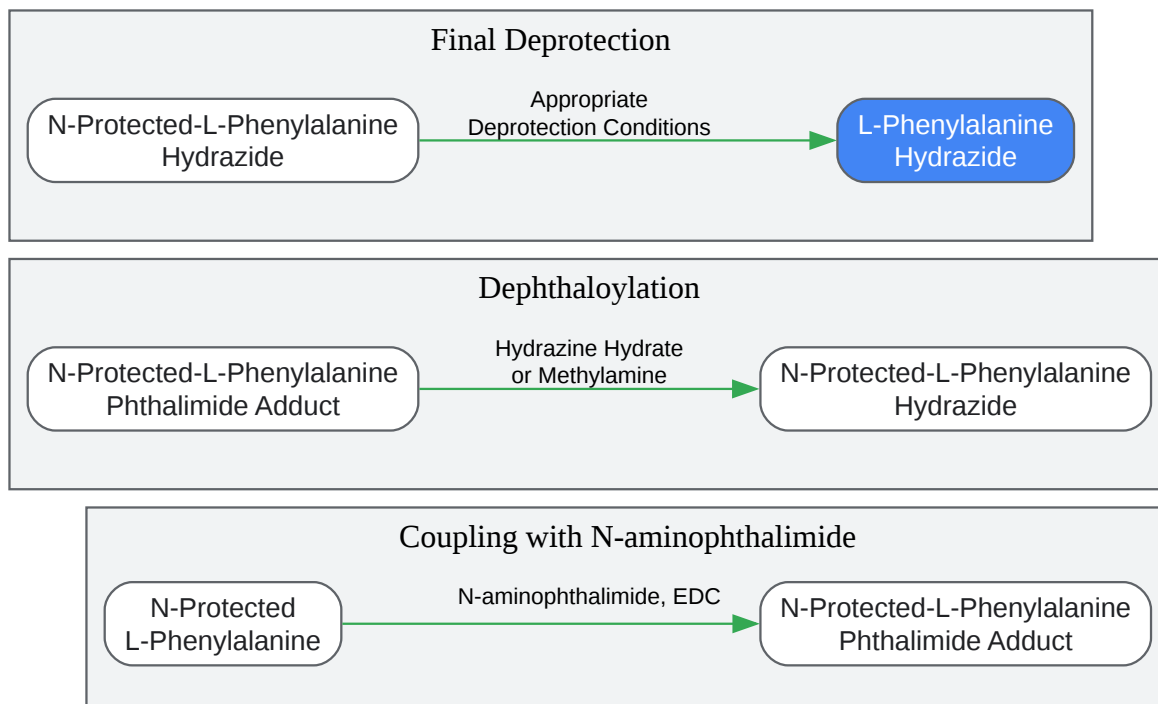 Final Deprotection
N-Protected-L-Phenylalanine
Hydrazide
Appropriate
Deprotection Conditions
L-Phenylalanine
Hydrazide
Dephthaloylation
N-Protected-L-Phenylalanine
Phthalimide Adduct
Hydrazine Hydrate
or Methylamine
N-Protected-L-Phenylalanine
Hydrazide
Coupling with N-aminophthalimide
N-Protected
L-Phenylalanine
N-aminophthalimide, EDC
N-Protected-L-Phenylalanine
Phthalimide Adduct